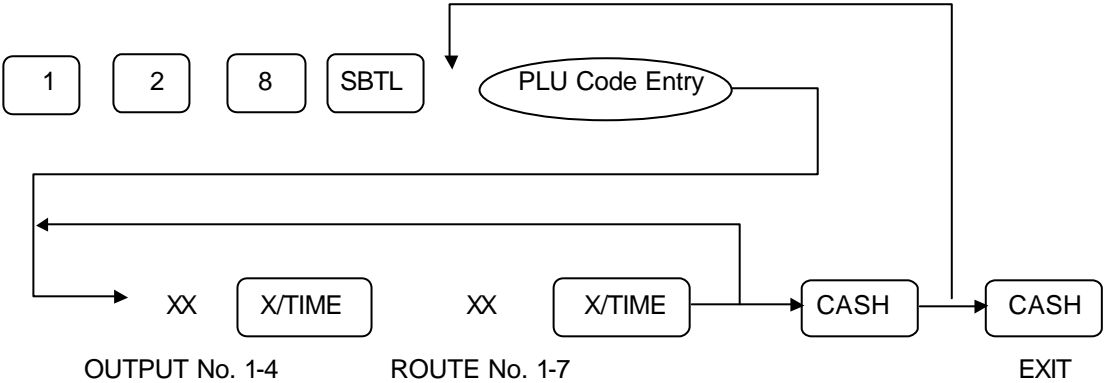 1 2 8 SBTL PLU Code Entry
XX X/TIME XX X/TIME CASH CASH
OUTPUT No. 1-4 ROUTE No. 1-7 EXIT